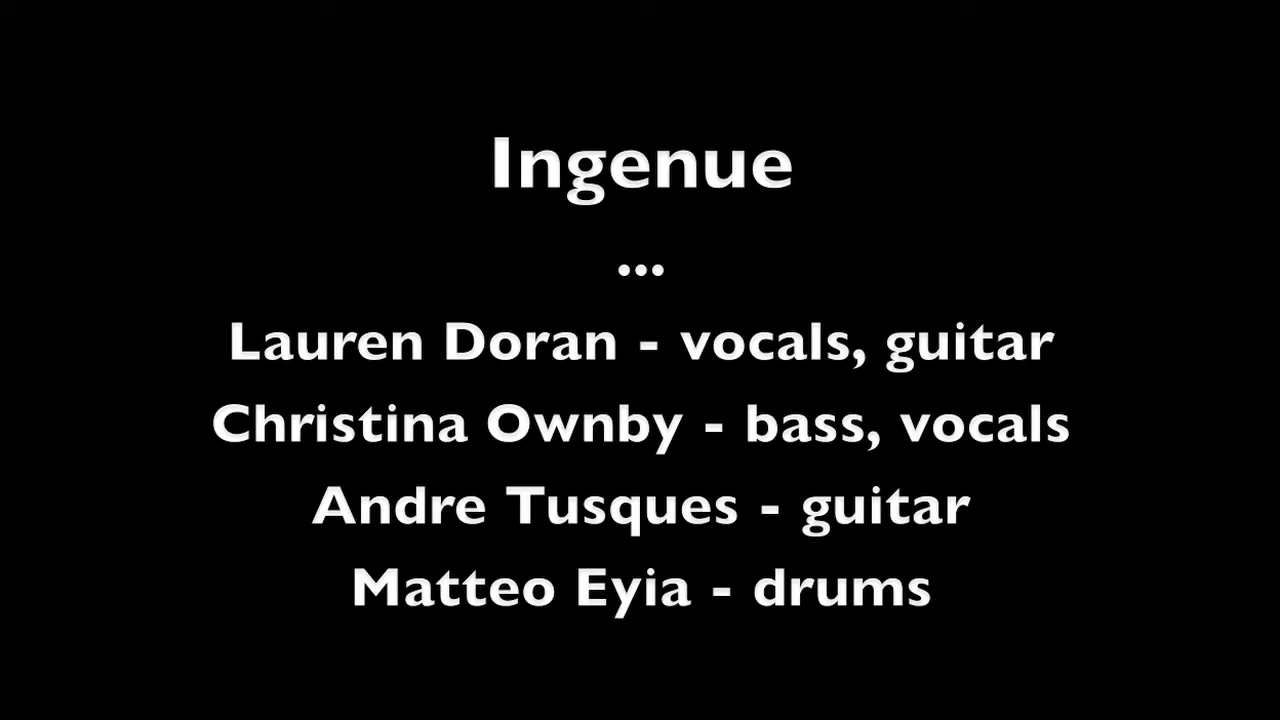 Ingenue
...
Lauren Doran - vocals, guitar
Christina Ownby - bass, vocals
Andre Tusques - guitar
Matteo Eyia - drums